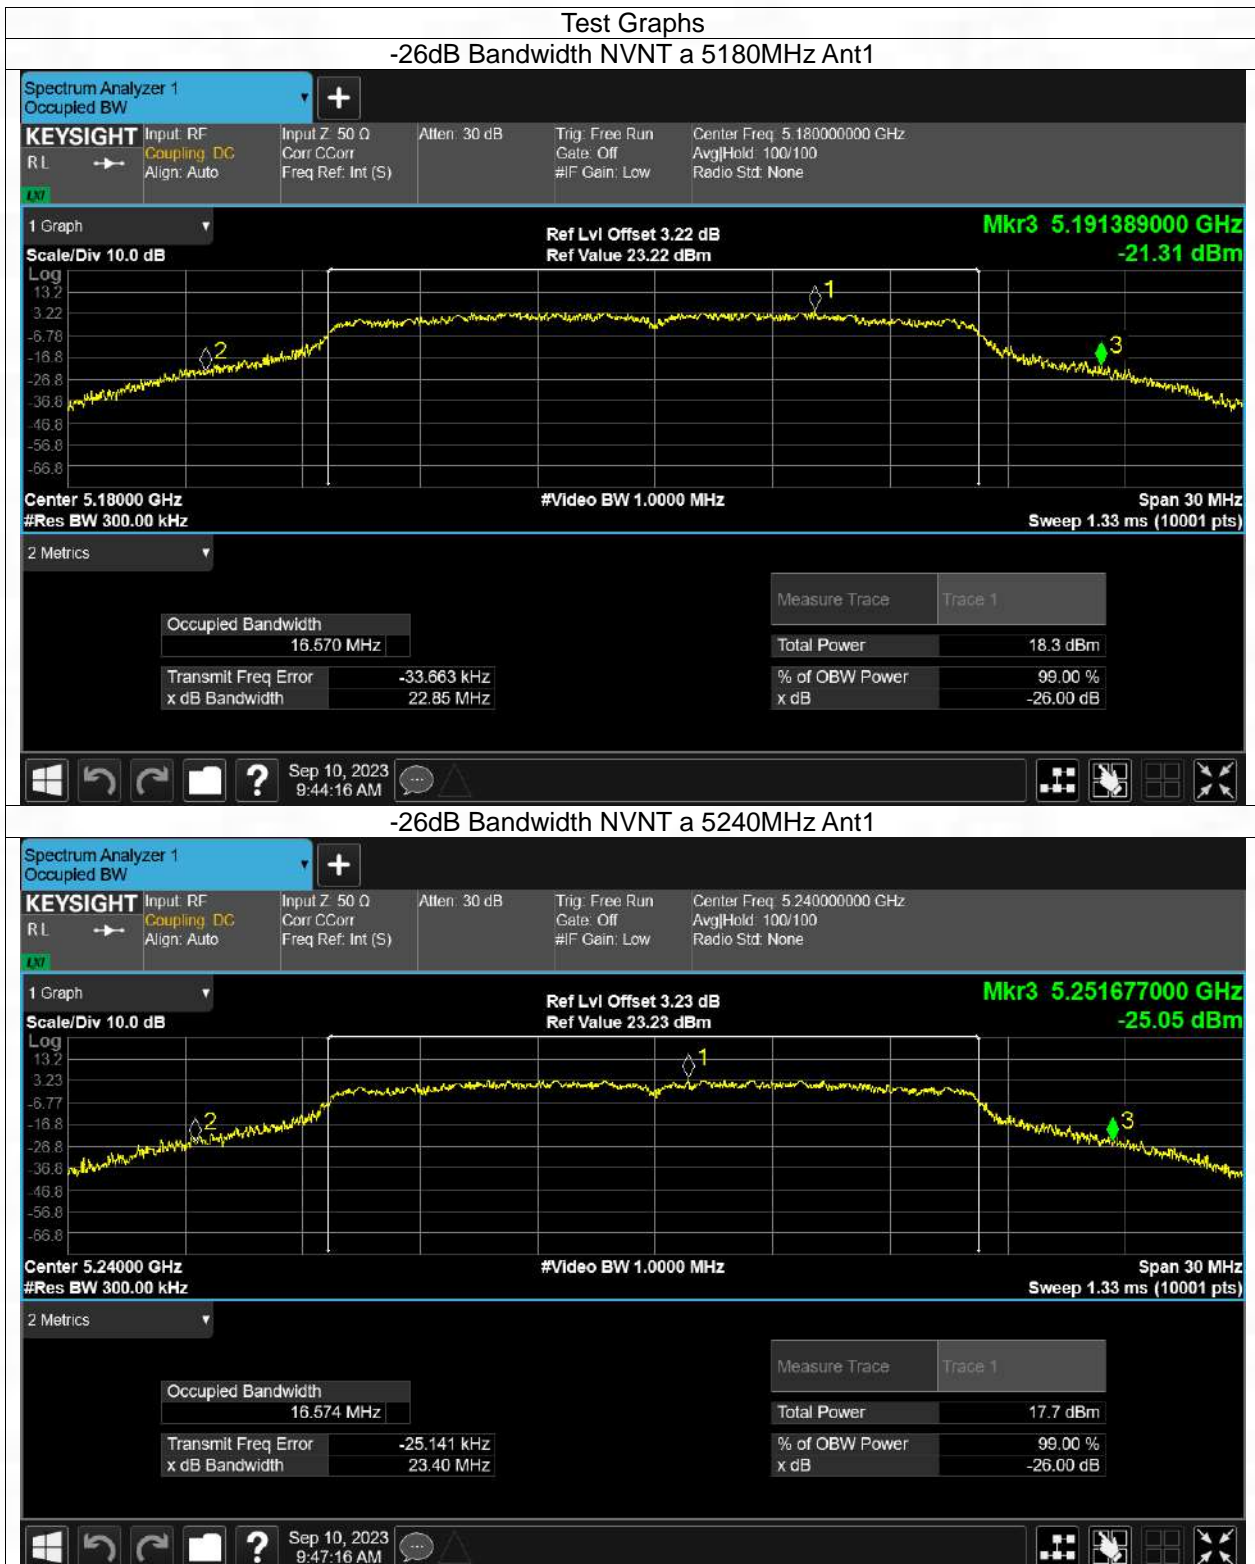 Test Graphs
-26dB Bandwidth NVNT a 5180MHz Ant1
Spectrum Analyzer 1
Occupied BW
+
KEYSIGHT Input: RF Input Z: 50 Ω Atten: 30 dB Trig: Free Run Center Freq: 5.180000000 GHz
RL Coupling: DC Corr CCorr Gate: Off Avg|Hold: 100/100
Align: Auto Freq Ref: Int (S) #IF Gain: Low Radio Std: None
LXI
1 Graph
Ref Lvl Offset 3.22 dB Mkr3 5.191389000 GHz
Scale/Div 10.0 dB Ref Value 23.22 dBm -21.31 dBm
Log
13.2
3.22
-6.78
-16.8
-26.8
-36.8
-46.8
-56.8
-66.8
1
2
3
Center 5.18000 GHz #Video BW 1.0000 MHz Span 30 MHz
#Res BW 300.00 kHz Sweep 1.33 ms (10001 pts)
2 Metrics
Measure Trace Trace 1
Occupied Bandwidth
16.570 MHz Total Power 18.3 dBm
Transmit Freq Error -33.663 kHz % of OBW Power 99.00 %
x dB Bandwidth 22.85 MHz x dB -26.00 dB
? Sep 10, 2023
9:44:16 AM
-26dB Bandwidth NVNT a 5240MHz Ant1
Spectrum Analyzer 1
Occupied BW
+
KEYSIGHT Input: RF Input Z: 50 Ω Atten: 30 dB Trig: Free Run Center Freq: 5.240000000 GHz
RL Coupling: DC Corr CCorr Gate: Off Avg|Hold: 100/100
Align: Auto Freq Ref: Int (S) #IF Gain: Low Radio Std: None
LXI
1 Graph
Ref Lvl Offset 3.23 dB Mkr3 5.251677000 GHz
Scale/Div 10.0 dB Ref Value 23.23 dBm -25.05 dBm
Log
13.2
3.23
-6.77
-16.8
-26.8
-36.8
-46.8
-56.8
-66.8
1
2
3
Center 5.24000 GHz #Video BW 1.0000 MHz Span 30 MHz
#Res BW 300.00 kHz Sweep 1.33 ms (10001 pts)
2 Metrics
Measure Trace Trace 1
Occupied Bandwidth
16.574 MHz Total Power 17.7 dBm
Transmit Freq Error -25.141 kHz % of OBW Power 99.00 %
x dB Bandwidth 23.40 MHz x dB -26.00 dB
? Sep 10, 2023
9:47:16 AM